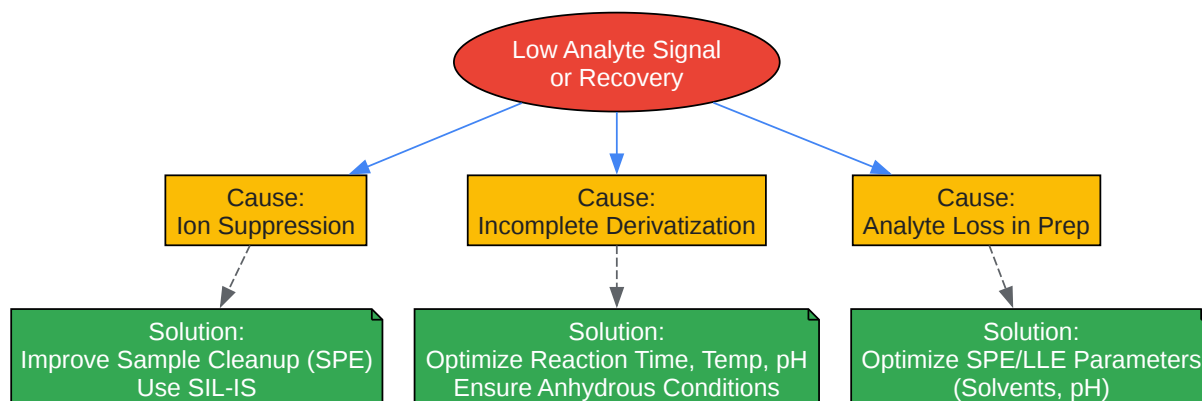 Low Analyte Signal
or Recovery
Cause:
Ion Suppression
Cause:
Incomplete Derivatization
Cause:
Analyte Loss in Prep
Solution:
Improve Sample Cleanup (SPE)
Use SIL-IS
Solution:
Optimize Reaction Time, Temp, pH
Ensure Anhydrous Conditions
Solution:
Optimize SPE/LLE Parameters
(Solvents, pH)